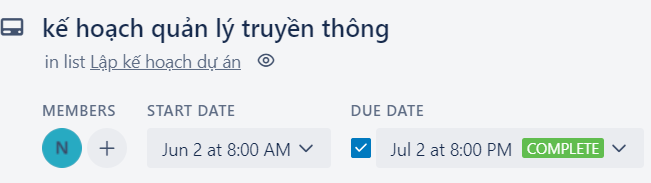 kế hoạch quản lý truyền thông
in list Lập kế hoạch dự án
MEMBERS START DATE DUE DATE
N + Jun 2 at 8:00 AM Jul 2 at 8:00 PM COMPLETE